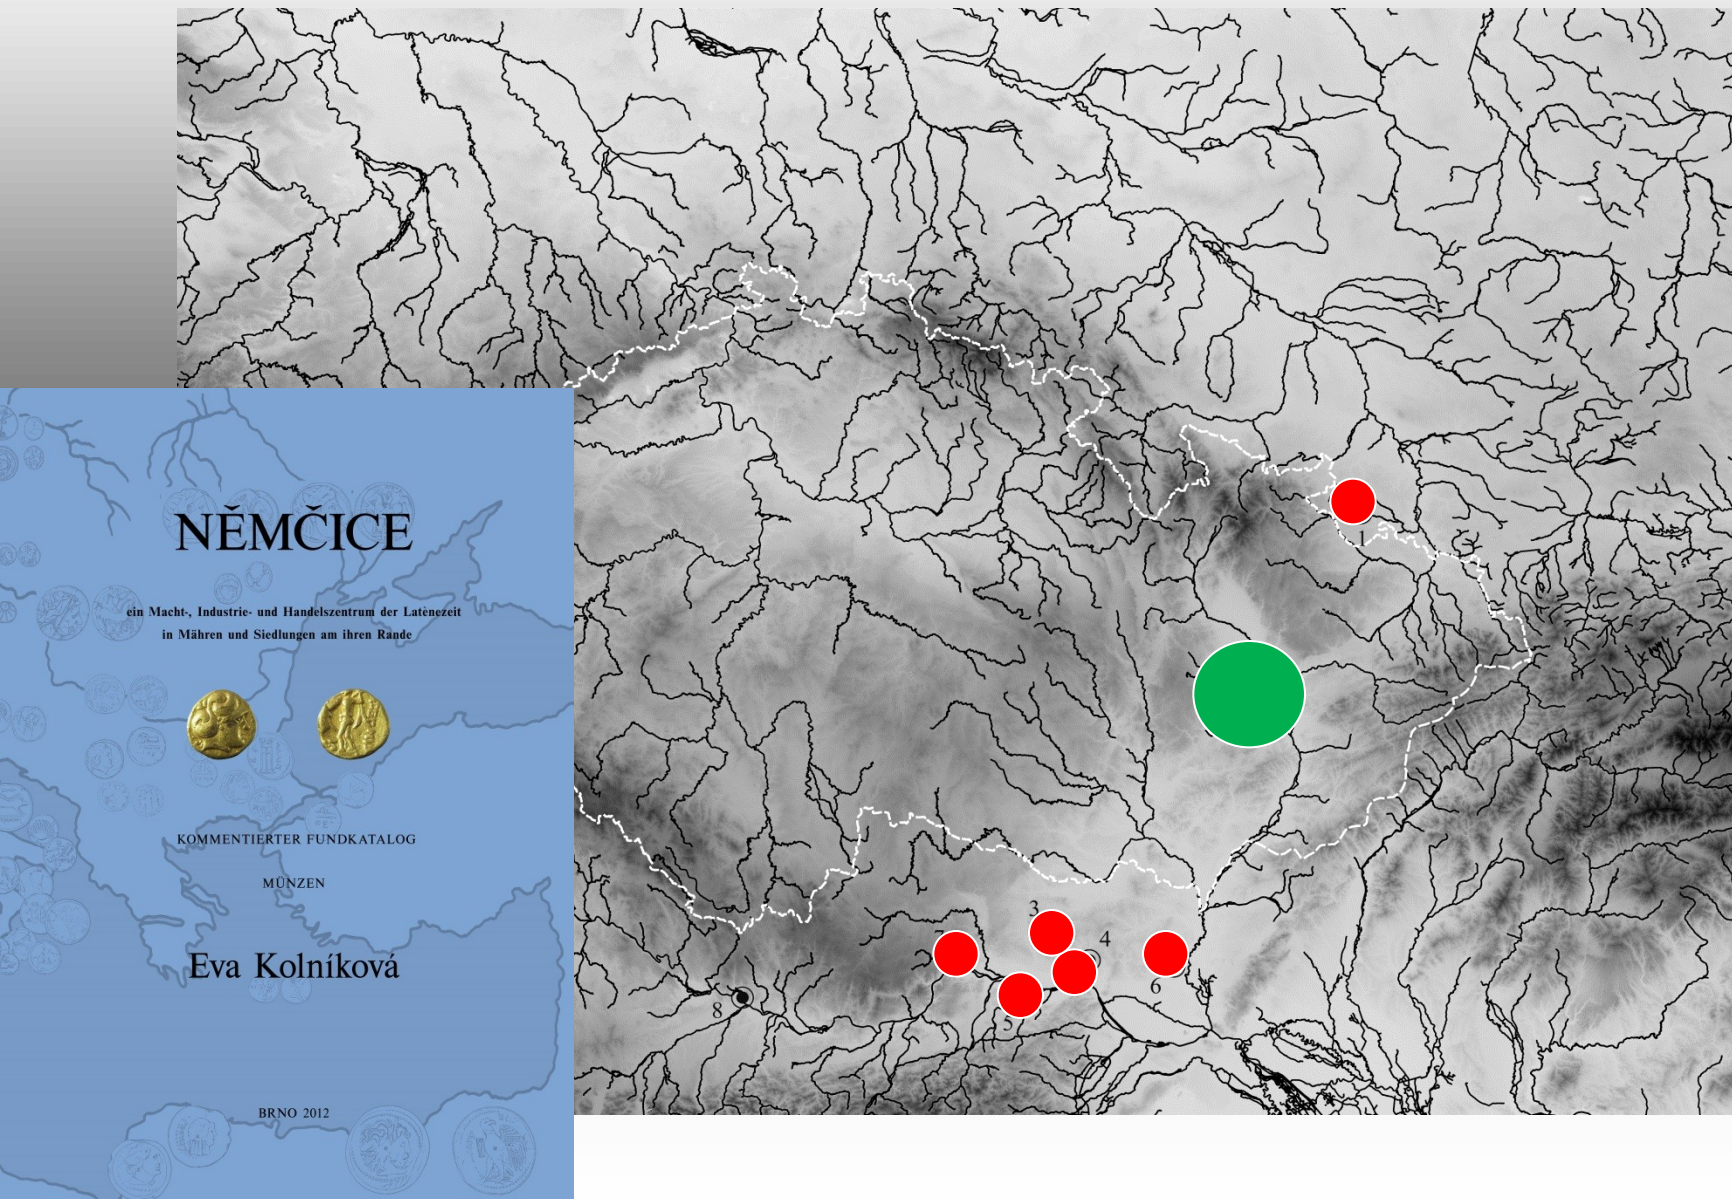 NĚMČICE
ein Macht-, Industrie- und Handelszentrum der Latènezeit
in Mähren und Siedlungen am ihren Rande
KOMMENTIERTER FUNDKATALOG
MÜNZEN
Eva Kolníková
BRNO 2012
1
3
7
4
6
8
5